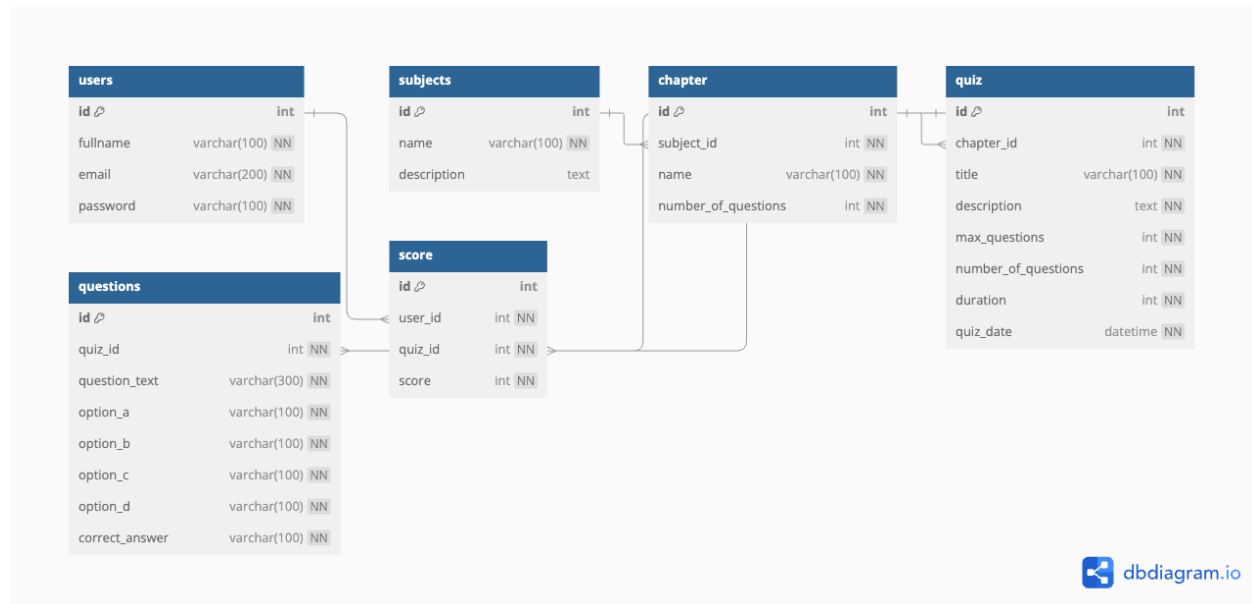 users
id int
fullname varchar(100) NN
email varchar(200) NN
password varchar(100) NN
subjects
id int
name varchar(100) NN
description text
chapter
id int
subject_id int NN
name varchar(100) NN
number_of_questions int NN
quiz
id int
chapter_id int NN
title varchar(100) NN
description text NN
max_questions int NN
number_of_questions int NN
duration int NN
quiz_date datetime NN
score
id int
user_id int NN
quiz_id int NN
score int NN
questions
id int
quiz_id int NN
question_text varchar(300) NN
option_a varchar(100) NN
option_b varchar(100) NN
option_c varchar(100) NN
option_d varchar(100) NN
correct_answer varchar(100) NN
dbdiagram.io